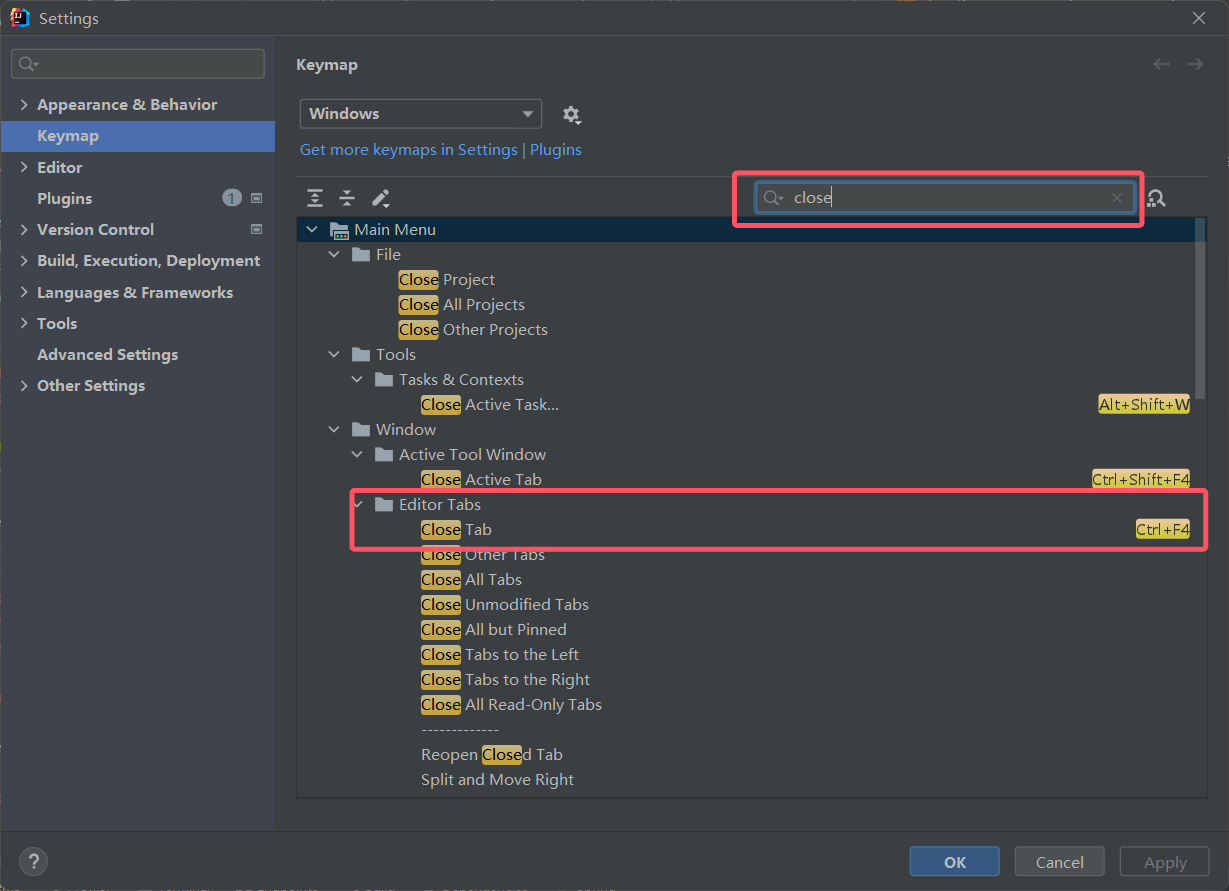 Settings
Appearance & Behavior
Keymap
Editor
Plugins 1
Version Control
Build, Execution, Deployment
Languages & Frameworks
Tools
Advanced Settings
Other Settings
Keymap
Windows
Get more keymaps in Settings | Plugins
close
Main Menu
File
Close Project
Close All Projects
Close Other Projects
Tools
Tasks & Contexts
Close Active Task... Alt+Shift+W
Window
Active Tool Window
Close Active Tab Ctrl+Shift+F4
Editor Tabs
Close Tab Ctrl+F4
Close Other Tabs
Close All Tabs
Close Unmodified Tabs
Close All but Pinned
Close Tabs to the Left
Close Tabs to the Right
Close All Read-Only Tabs
-------------
Reopen Closed Tab
Split and Move Right
?
OK
Cancel
Apply